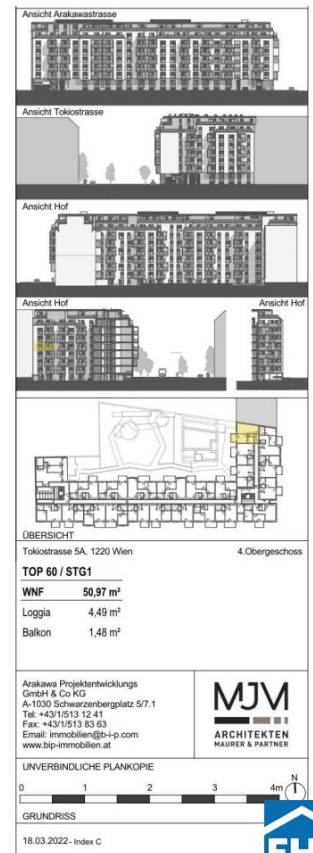 Ansicht Arakawastrasse
Ansicht Tokiostrasse
Ansicht Hof
Ansicht Hof Ansicht Hof
ÜBERSICHT
Tokiostrasse 5A, 1220 Wien 4.Obergeschoss
TOP 60 / STG1
WNF 50,97 m²
Loggia 4,49 m²
Balkon 1,48 m²
Arakawa Projektentwicklungs
GmbH & Co KG
A-1030 Schwarzenbergplatz 5/7.1
Tel: +43/1/513 12 41
Fax: +43/1/513 83 63
Email: immobilien@b-i-p.com
www.bip-immobilien.at
MJM
ARCHITEKTEN
MAURER & PARTNER
UNVERBINDLICHE PLANKOPIE
0 1 2 3 4m N
GRUNDRISS
18.03.2022- Index C